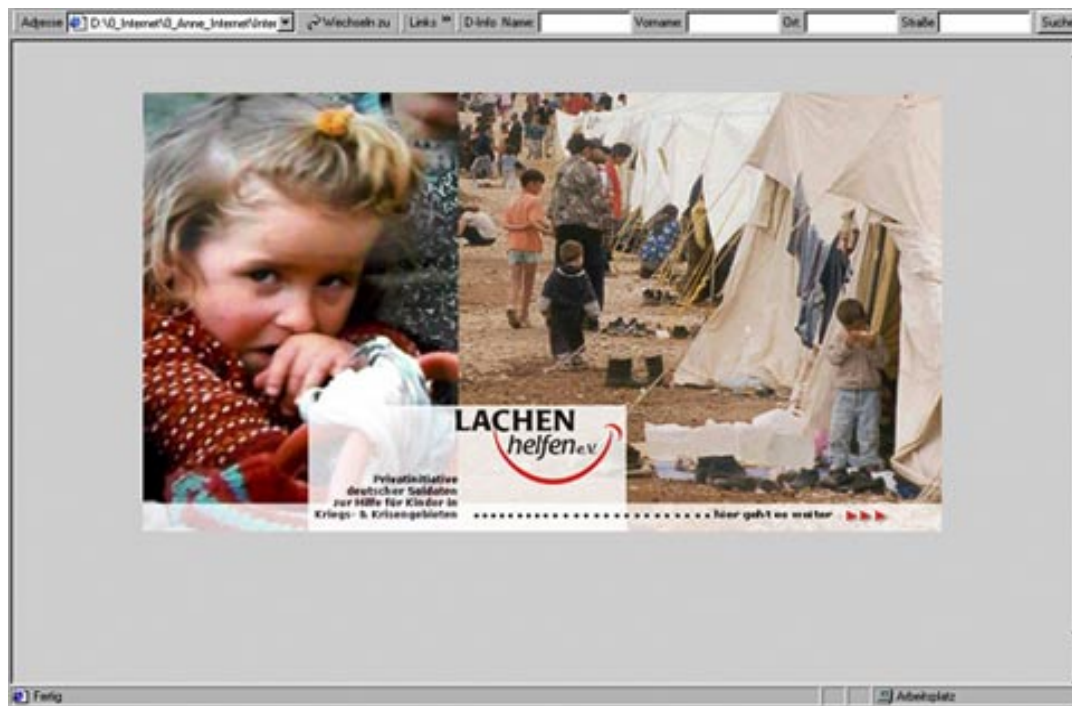 Adresse D:\0_Internet\0_Anne_Internet\Inter Wechseln zu Links » D-Info Name: Vorname: Ort: Straße: Suche
LACHEN
helfen e.V.
Privatinitiative
deutscher Soldaten
zur Hilfe für Kinder in
Kriegs- & Krisengebieten
hier geht es weiter
Fertig Arbeitsplatz